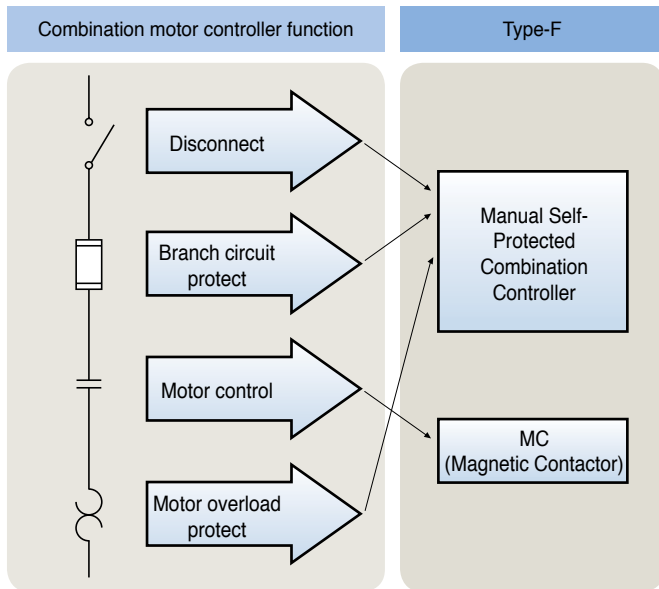 Combination motor controller function
Type-F
Disconnect
Branch circuit
protect
Motor control
Motor overload
protect
Manual Self-
Protected
Combination
Controller
MC
(Magnetic Contactor)